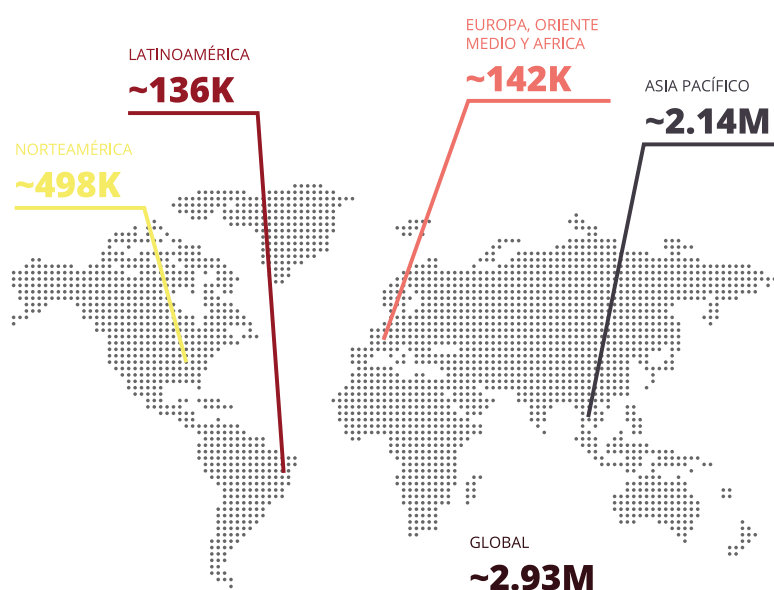 LATINOAMÉRICA
~136K
EUROPA, ORIENTE
MEDIO Y AFRICA
~142K
ASIA PACÍFICO
~2.14M
NORTEAMÉRICA
~498K
GLOBAL
~2.93M